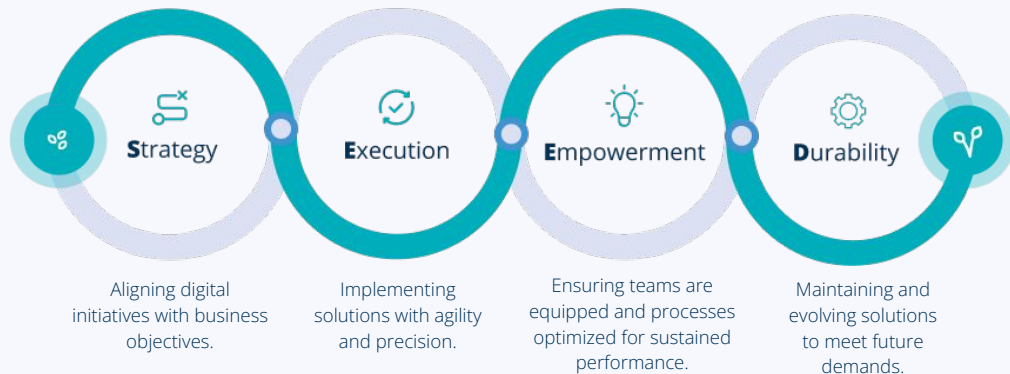 Strategy
Execution
Empowerment
Durability
Aligning digital
initiatives with business
objectives.
Implementing
solutions with agility
and precision.
Ensuring teams are
equipped and processes
optimized for sustained
performance.
Maintaining and
evolving solutions
to meet future
demands.